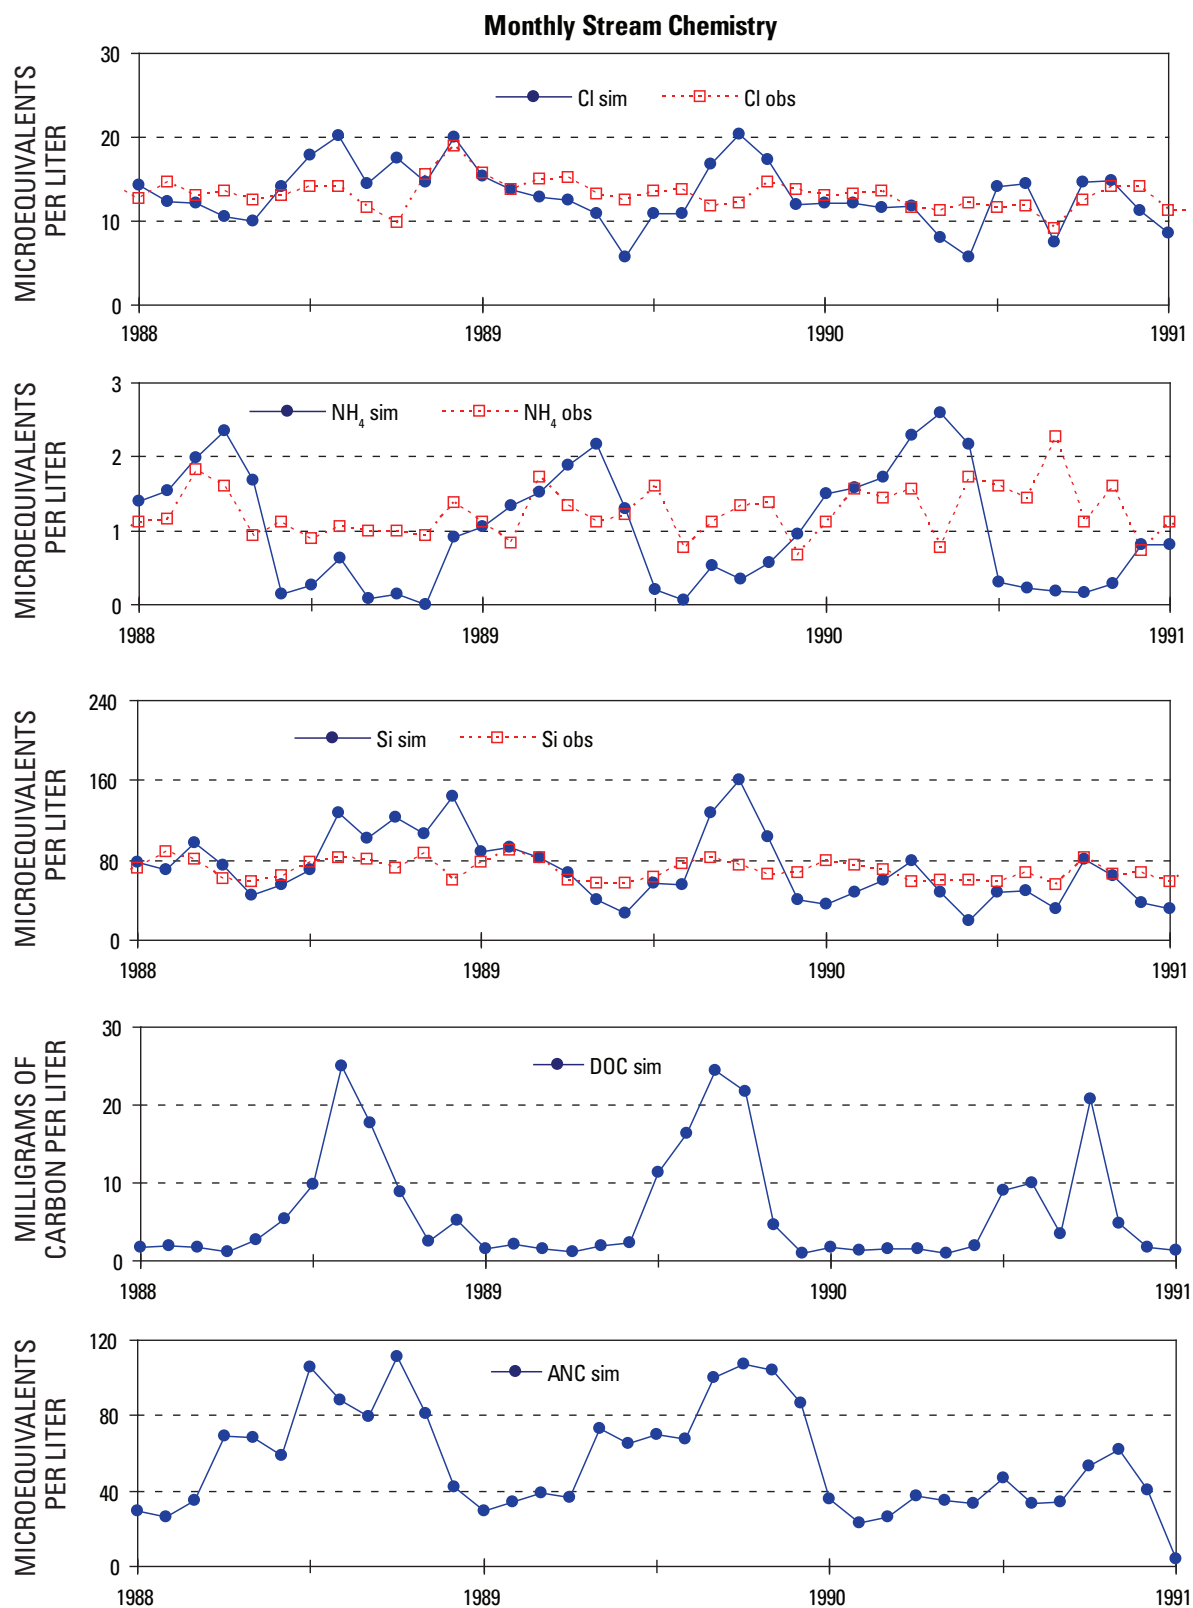 Monthly Stream Chemistry
MICROEQUIVALENTS
PER LITER
30
20
10
0
Cl sim
Cl obs
1988
1989
1990
1991
MICROEQUIVALENTS
PER LITER
3
2
1
0
NH4 sim
NH4 obs
1988
1989
1990
1991
MICROEQUIVALENTS
PER LITER
240
160
80
0
Si sim
Si obs
1988
1989
1990
1991
MILLIGRAMS OF
CARBON PER LITER
30
20
10
0
DOC sim
1988
1989
1990
1991
MICROEQUIVALENTS
PER LITER
120
80
40
0
ANC sim
1988
1989
1990
1991